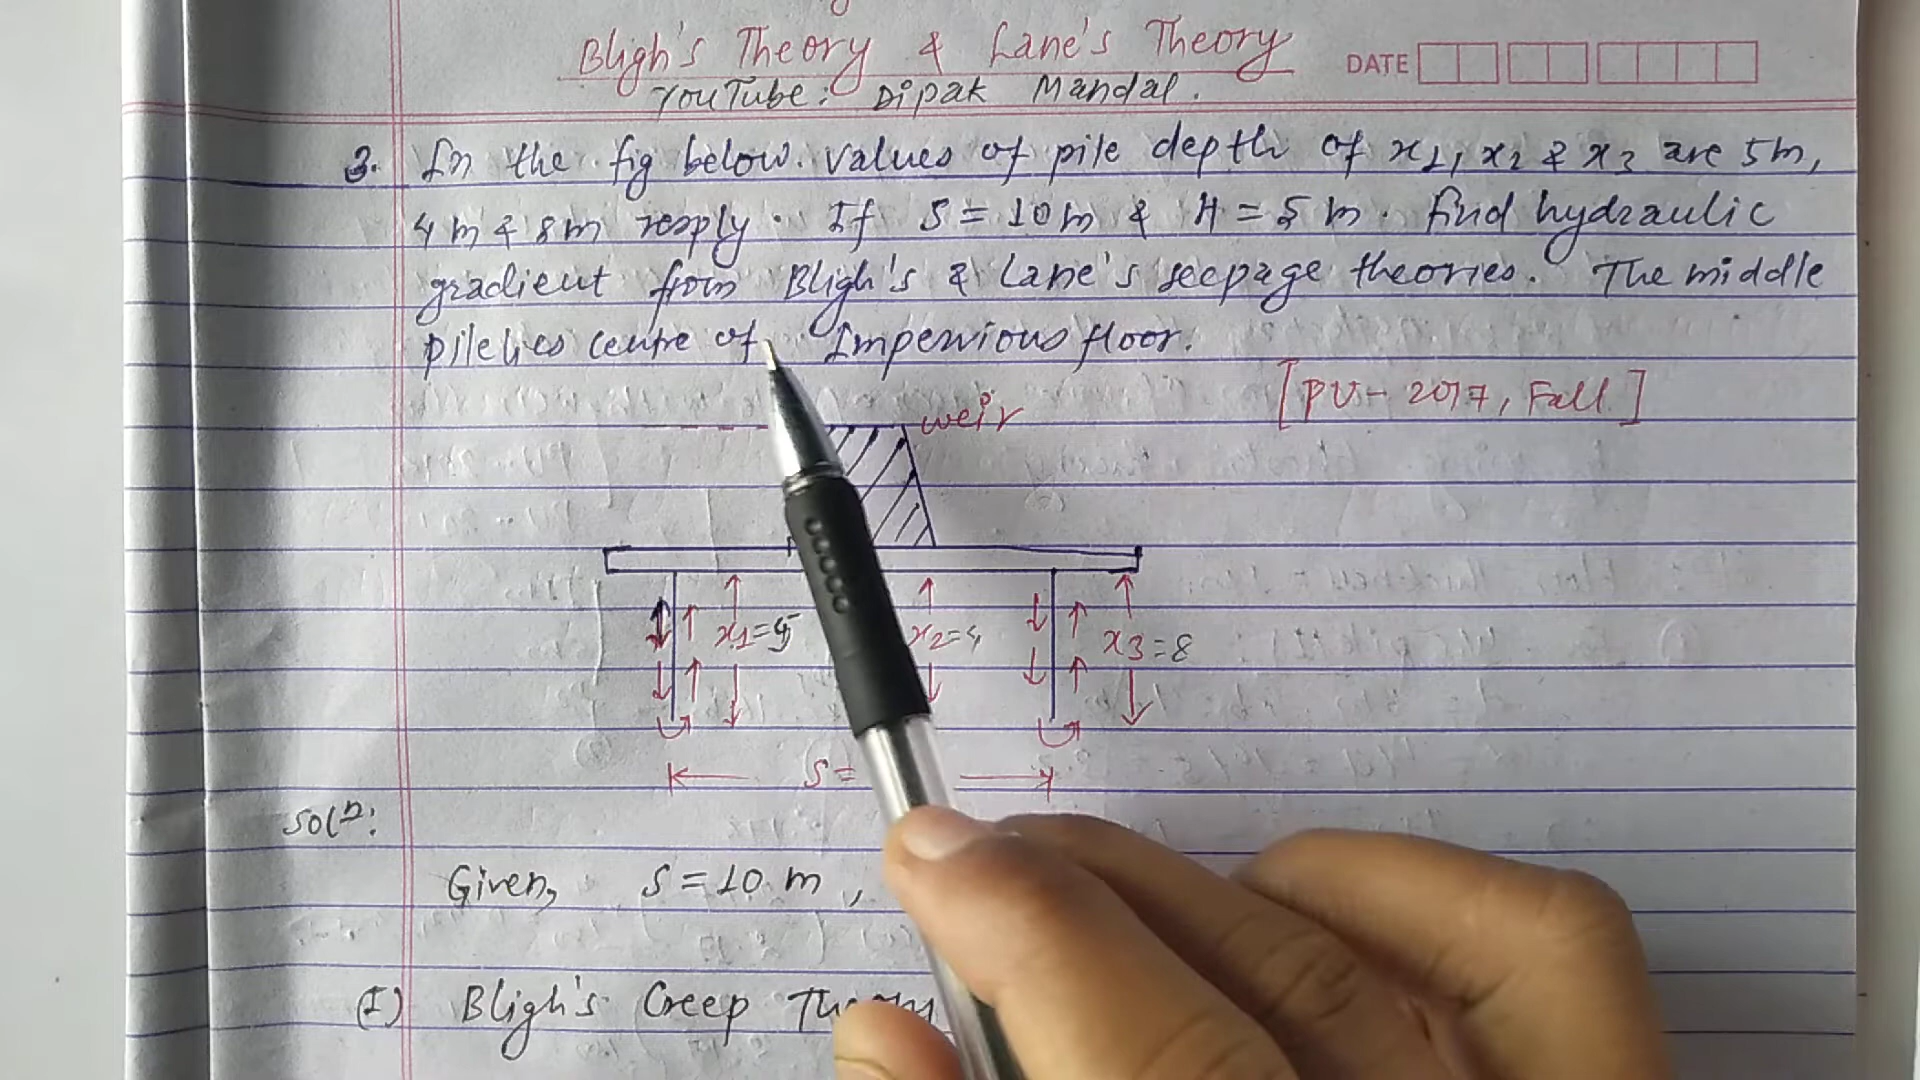 Bligh's Theory & Lane's Theory
DATE
YouTube: Dipak Mandal.
3. In the fig below. values of pile depth of x1, x2 & x3 are 5m,
4m & 8m resply. If S = 10m & H = 5m. find hydraulic
gradient from Bligh's & Lane's seepage theories. The middle
pile lies centre of Impervious floor.
[PU- 2017, Fall]
weir
x1=5
x2=4
x3=8
S=
Soln:
Given, S = 10 m,
(I) Bligh's Creep Theory